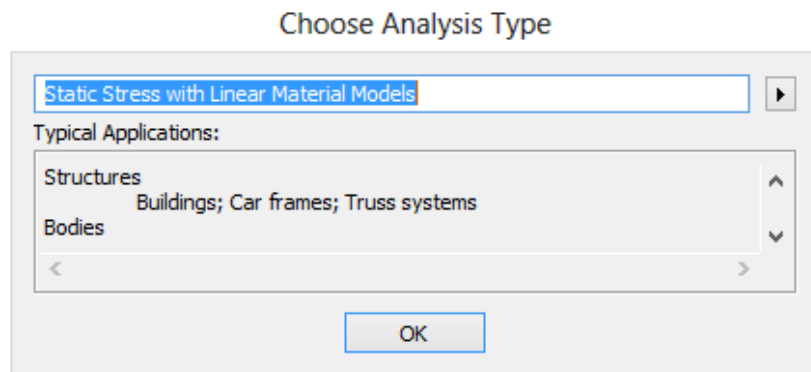 Choose Analysis Type
Static Stress with Linear Material Models
Typical Applications:
Structures
Buildings; Car frames; Truss systems
Bodies
OK